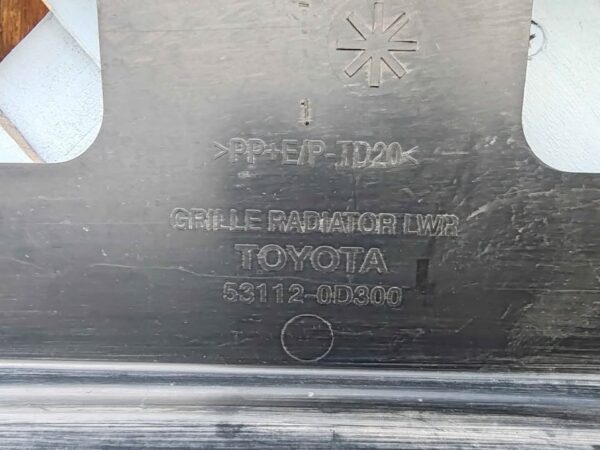 1
>PP+E/P-TD20<
GRILLE RADIATOR LWR
TOYOTA
53112-0D300